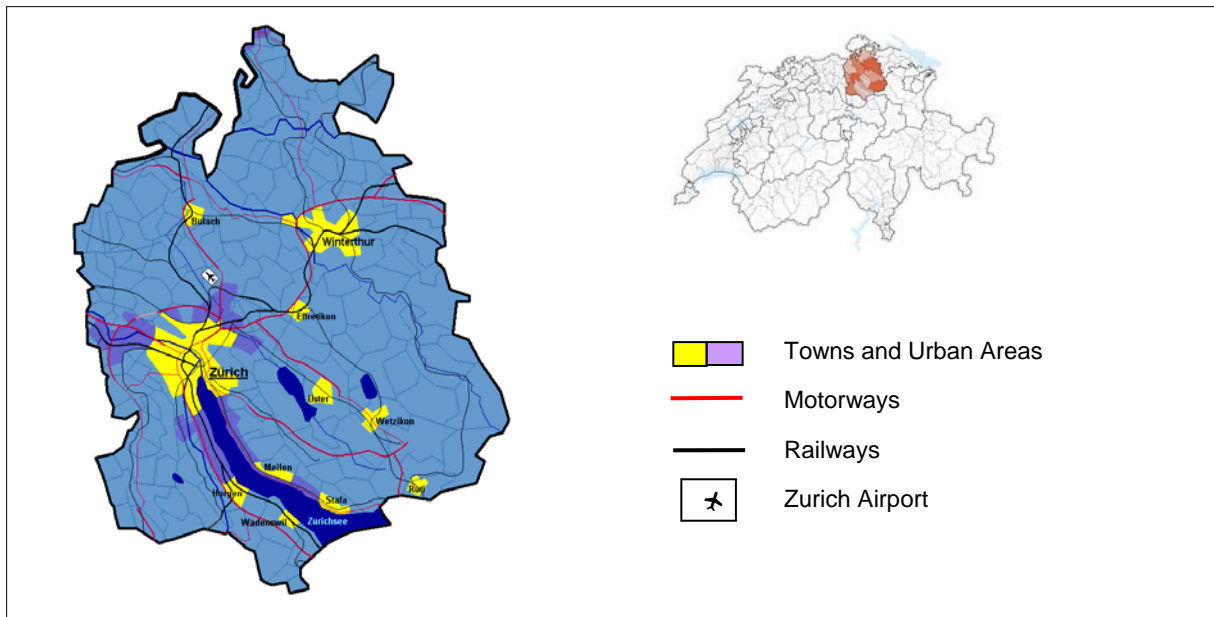 Bulach
Winterthur
Effretikon
Zürich
Uster
Wetzikon
Meilen
Horgen
Stafa
Rüti
Wadenswil
Zürichsee
Towns and Urban Areas
Motorways
Railways
Zurich Airport